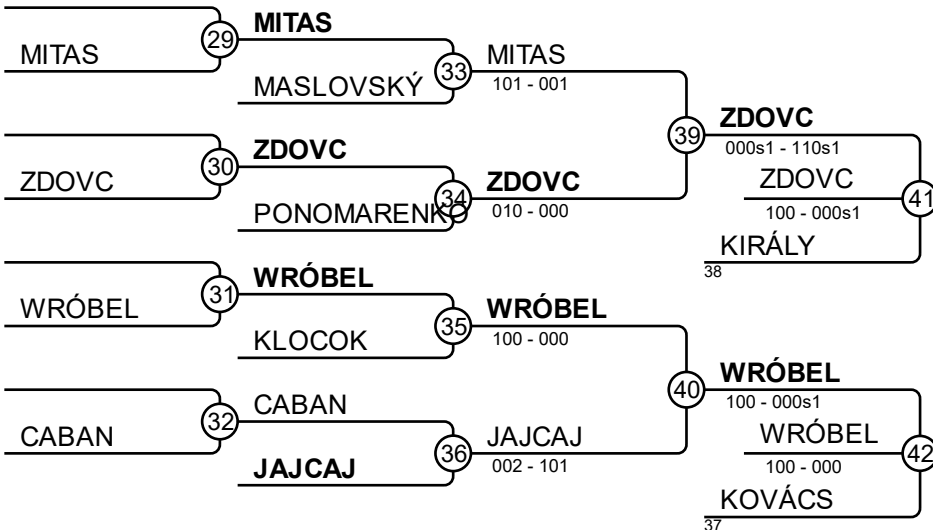 29
MITAS
MITAS
33
MITAS
101 - 001
MASLOVSKÝ
39
ZDOVC
000s1 - 110s1
30
ZDOVC
ZDOVC
34
ZDOVC
010 - 000
PONOMARENKO
ZDOVC
100 - 000s1
41
KIRÁLY
38
31
WRÓBEL
WRÓBEL
35
WRÓBEL
100 - 000
KLOCOK
40
WRÓBEL
100 - 000s1
32
CABAN
CABAN
36
JAJCAJ
002 - 101
JAJCAJ
WRÓBEL
100 - 000
42
KOVÁCS
37